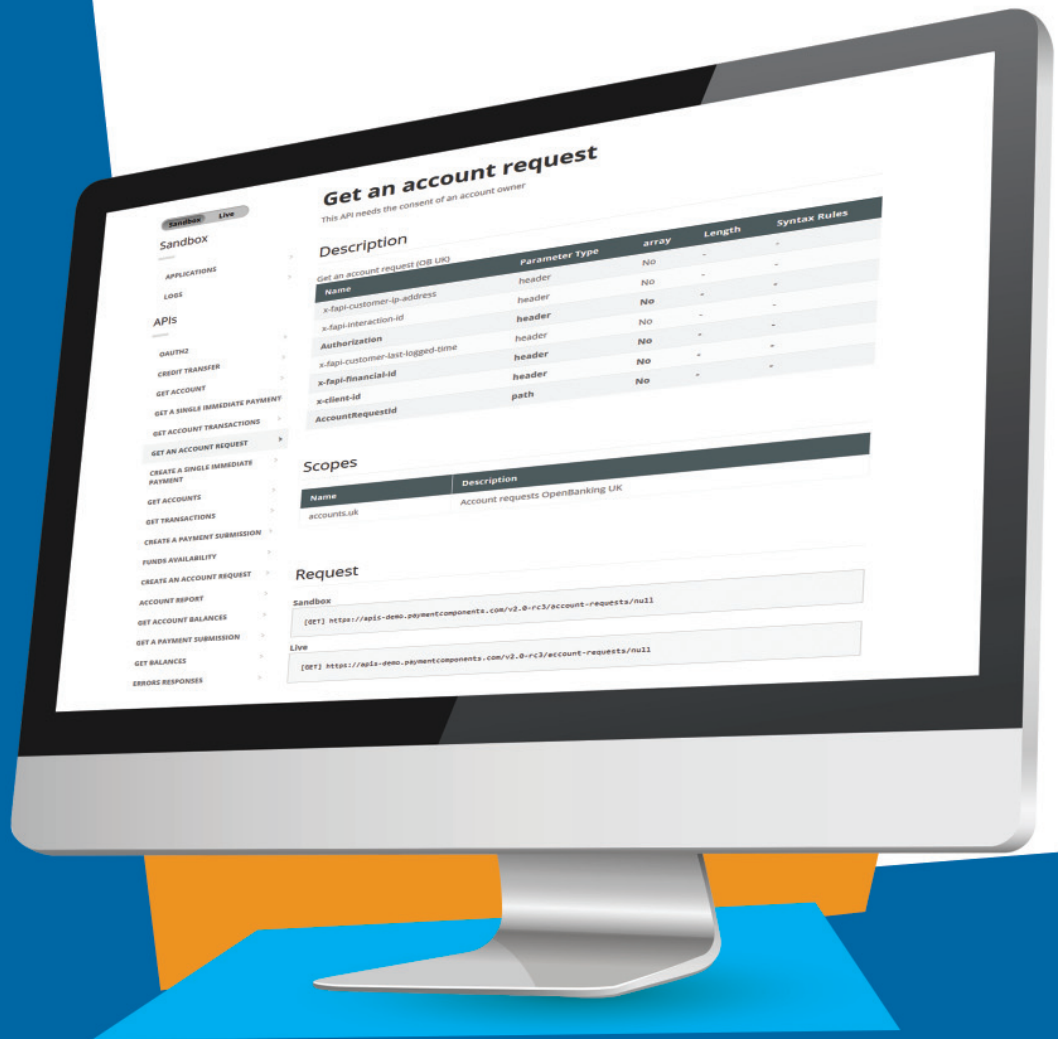 Sandbox Live
Sandbox
APPLICATIONS
LOGS
APIs
OAUTH2
CREDIT TRANSFER
GET ACCOUNT
GET A SINGLE IMMEDIATE PAYMENT
GET ACCOUNT TRANSACTIONS
GET AN ACCOUNT REQUEST
CREATE A SINGLE IMMEDIATE
PAYMENT
GET ACCOUNTS
GET TRANSACTIONS
CREATE A PAYMENT SUBMISSION
FUNDS AVAILABILITY
CREATE AN ACCOUNT REQUEST
ACCOUNT REPORT
GET ACCOUNT BALANCES
GET A PAYMENT SUBMISSION
GET BALANCES
ERRORS RESPONSES
Get an account request
This API needs the consent of an account owner
Description
Get an account request (OB UK)
Name Parameter Type array Length Syntax Rules
x-fapi-customer-ip-address header No - -
x-fapi-interaction-id header No - -
Authorization header No - -
x-fapi-customer-last-logged-time header No - -
x-fapi-financial-id header No - -
x-client-id header No - -
AccountRequestId path No - -
Scopes
Name Description
accounts.uk Account requests OpenBanking UK
Request
Sandbox
[GET] https://apis-demo.paymentcomponents.com/v2.0-rc3/account-requests/null
Live
[GET] https://apis-demo.paymentcomponents.com/v2.0-rc3/account-requests/null